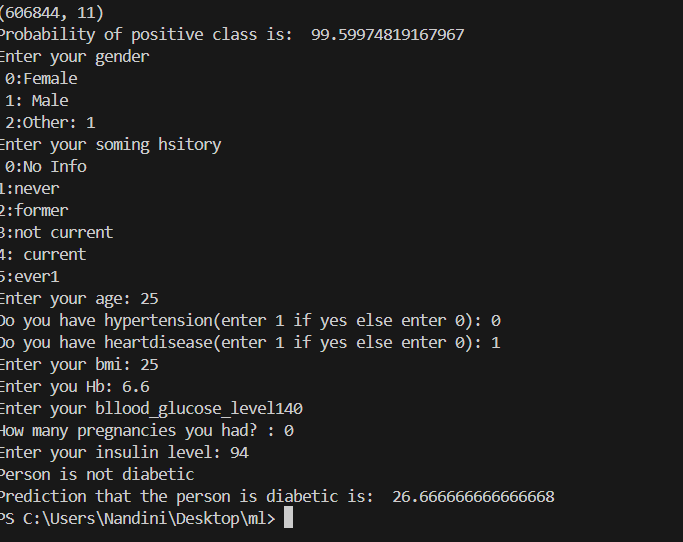 (606844, 11)
Probability of positive class is:  99.59974819167967
Enter your gender
 0:Female
 1: Male
 2:Other: 1
Enter your soming hsitory
 0:No Info
1:never
2:former
3:not current
4: current
5:ever1
Enter your age: 25
Do you have hypertension(enter 1 if yes else enter 0): 0
Do you have heartdisease(enter 1 if yes else enter 0): 1
Enter your bmi: 25
Enter you Hb: 6.6
Enter your bllood_glucose_level140
How many pregnancies you had? : 0
Enter your insulin level: 94
Person is not diabetic
Prediction that the person is diabetic is:  26.666666666666668
PS C:\Users\Nandini\Desktop\ml>